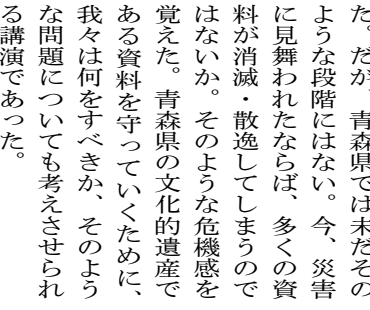 た。だが、青森県では未だその
ような段階にはない。今、災害
に見舞われたならば、多くの資
料が消滅・散逸してしまうので
はないか。そのような危機感を
覚えた。青森県の文化的遺産で
ある資料を守っていくために、
我々は何をすべきか、そのよう
な問題についても考えさせられ
る講演であった。